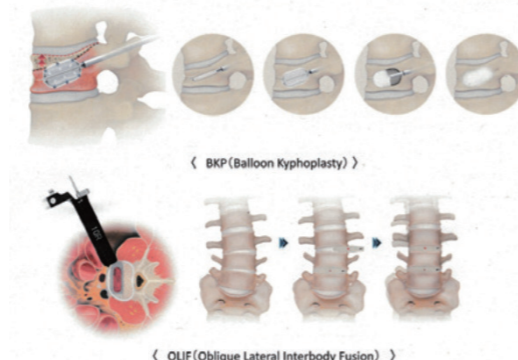 〈 BKP(Balloon Kyphoplasty) 〉
〈 OLIF(Oblique Lateral Interbody Fusion) 〉